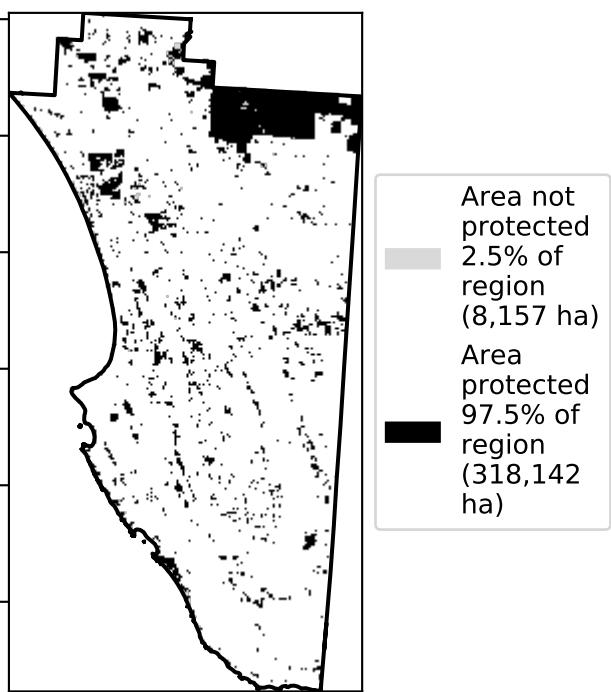 Area not
protected
2.5% of
region
(8,157 ha)
Area
protected
97.5% of
region
(318,142
ha)